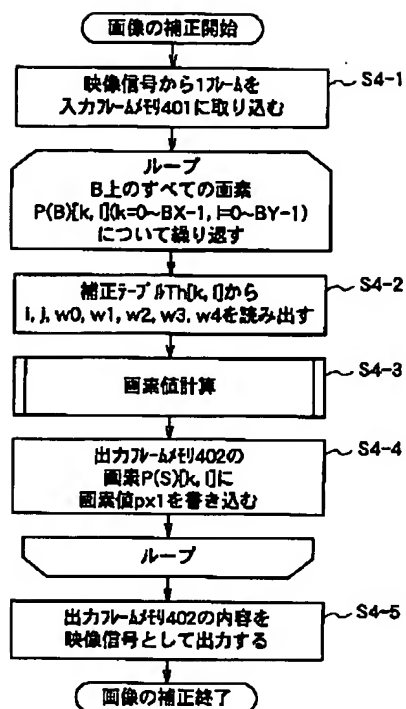 画像の補正開始
映像信号から1フレームを
入力フレームメモリ401に取り込む
S4-1
ループ
B上のすべての画素
P(B)[k, l](k=0~BX-1, l=0~BY-1)
について繰り返す
補正テーブルTh[k, l]から
i, j, w0, w1, w2, w3, w4を読み出す
S4-2
画素値計算
S4-3
出力フレームメモリ402の
画素P(S)[k, l]に
画素値px1を書き込む
S4-4
ループ
出力フレームメモリ402の内容を
映像信号として出力する
S4-5
画像の補正終了